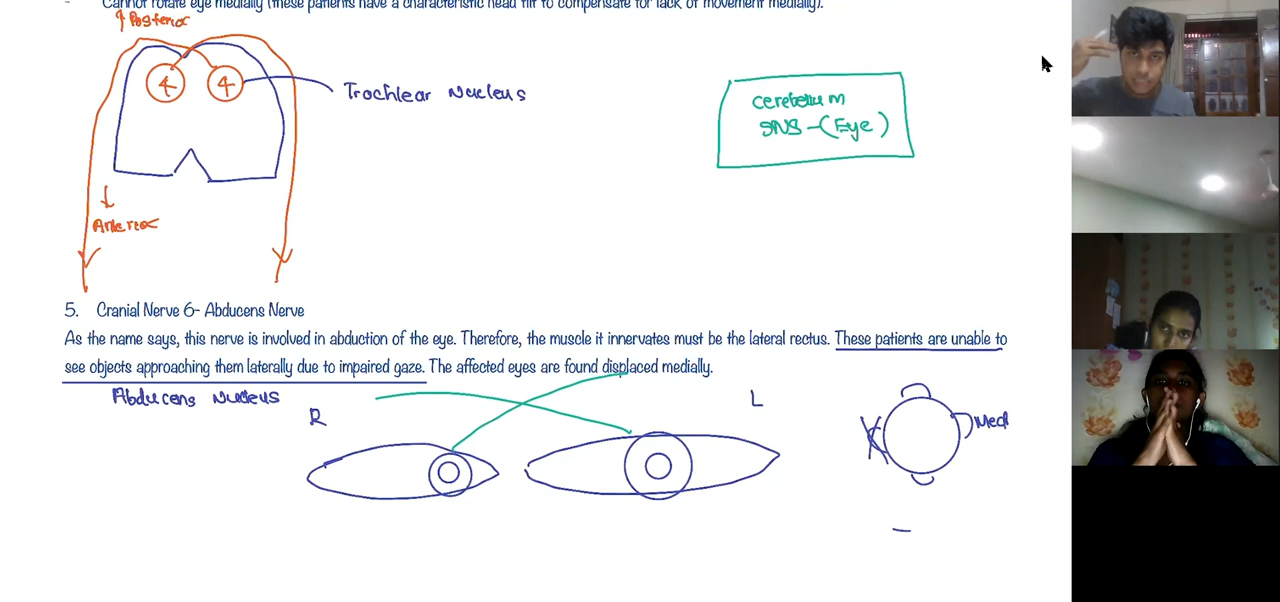 - Cannot rotate eye medially (these patients have a characteristic head tilt to compensate for lack of movement medially).
Posterior
4 4
Trochlear Nucleus
cerebellum
SNS - (Eye)
Anterior
5. Cranial Nerve 6- Abducens Nerve
As the name says, this nerve is involved in abduction of the eye. Therefore, the muscle it innervates must be the lateral rectus. These patients are unable to
see objects approaching them laterally due to impaired gaze. The affected eyes are found displaced medially.
Abducens Nucleus
R
L
Med